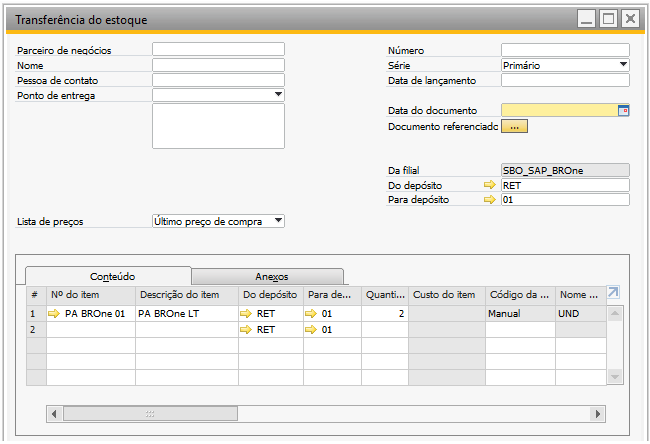 Transferência do estoque
Parceiro de negócios
Nome
Pessoa de contato
Ponto de entrega
Número
Série Primário
Data de lançamento
Data do documento
Documento referenciado ...
Da filial SBO_SAP_BROne
Do depósito RET
Para depósito 01
Lista de preços Último preço de compra
Conteúdo Anexos
# Nº do item Descrição do item Do depósito Para de... Quanti... Custo do item Código da ... Nome ...
1 PA BROne 01 PA BROne LT RET 01 2 Manual UND
2 RET 01